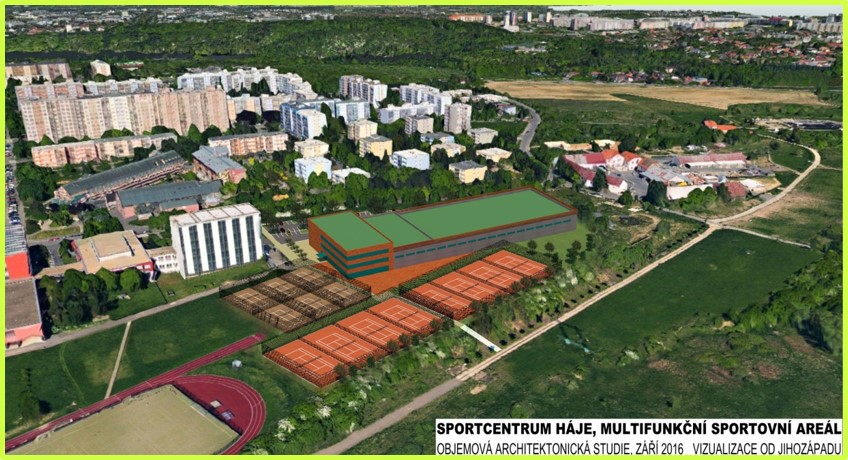 SPORTCENTRUM HÁJE, MULTIFUNKČNÍ SPORTOVNÍ AREÁL
OBJEMOVÁ ARCHITEKTONICKÁ STUDIE, ZÁŘÍ 2016 VIZUALIZACE OD JIHOZÁPADU